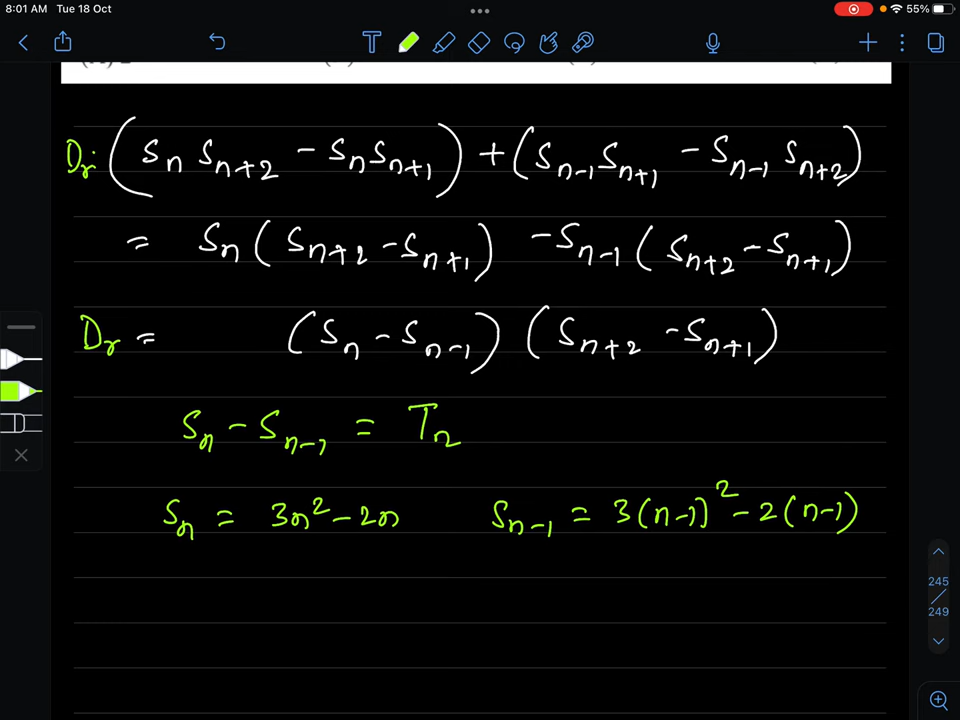 8:01 AM Tue 18 Oct
55%
Dr: (Sₙ Sₙ₊₂ − Sₙ Sₙ₊₁) + (Sₙ₋₁ Sₙ₊₁ − Sₙ₋₁ Sₙ₊₂)
= Sₙ (Sₙ₊₂ − Sₙ₊₁) − Sₙ₋₁ (Sₙ₊₂ − Sₙ₊₁)
Dr = (Sₙ − Sₙ₋₁) (Sₙ₊₂ − Sₙ₊₁)
Sₙ − Sₙ₋₁ = Tₙ
Sₙ = 3n² − 2n Sₙ₋₁ = 3(n−1)² − 2(n−1)
245
249